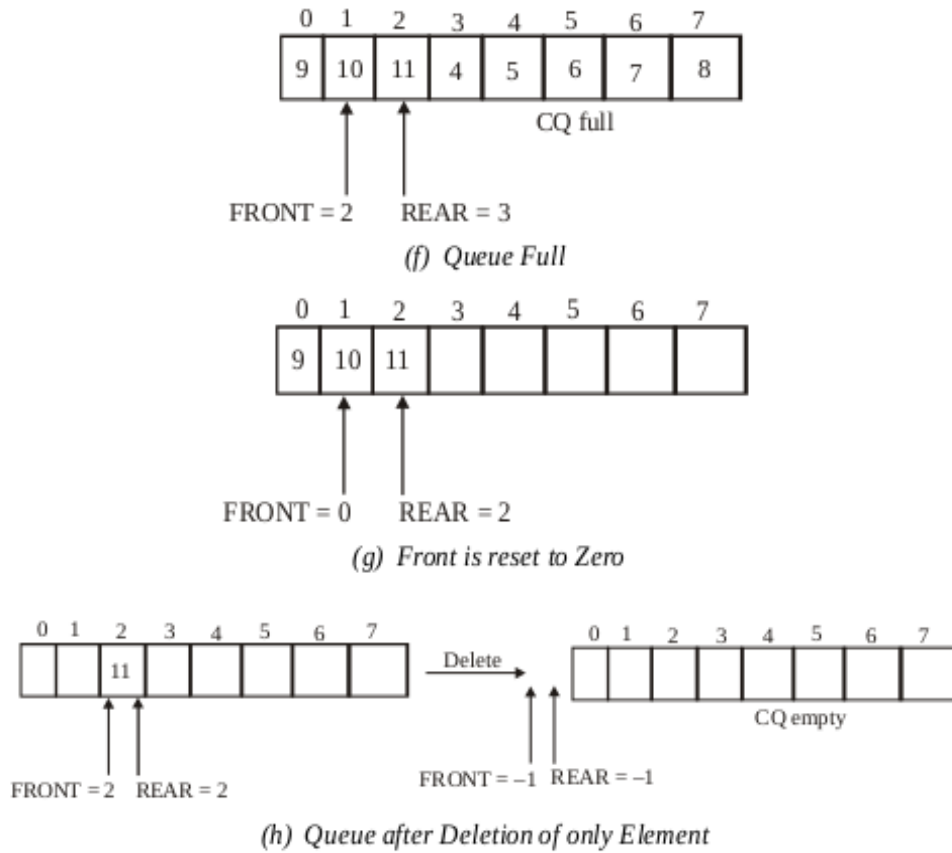 0 1 2 3 4 5 6 7
9 10 11 4 5 6 7 8
CQ full
FRONT = 2 REAR = 3
(f) Queue Full
0 1 2 3 4 5 6 7
9 10 11
FRONT = 0 REAR = 2
(g) Front is reset to Zero
0 1 2 3 4 5 6 7
11
FRONT = 2 REAR = 2
Delete
0 1 2 3 4 5 6 7
CQ empty
FRONT = –1 REAR = –1
(h) Queue after Deletion of only Element